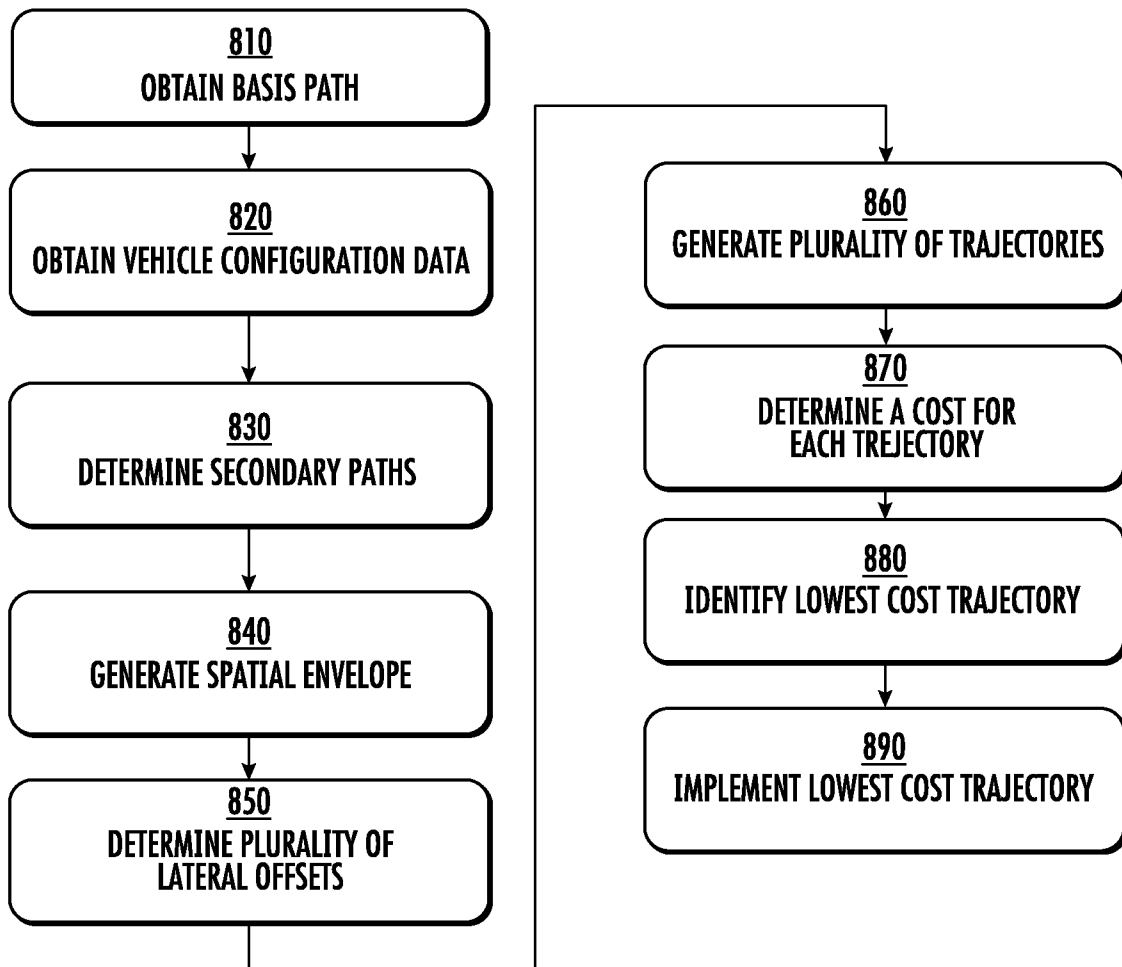 810
OBTAIN BASIS PATH
820
OBTAIN VEHICLE CONFIGURATION DATA
830
DETERMINE SECONDARY PATHS
840
GENERATE SPATIAL ENVELOPE
850
DETERMINE PLURALITY OF
LATERAL OFFSETS
860
GENERATE PLURALITY OF TRAJECTORIES
870
DETERMINE A COST FOR
EACH TREJECTORY
880
IDENTIFY LOWEST COST TRAJECTORY
890
IMPLEMENT LOWEST COST TRAJECTORY